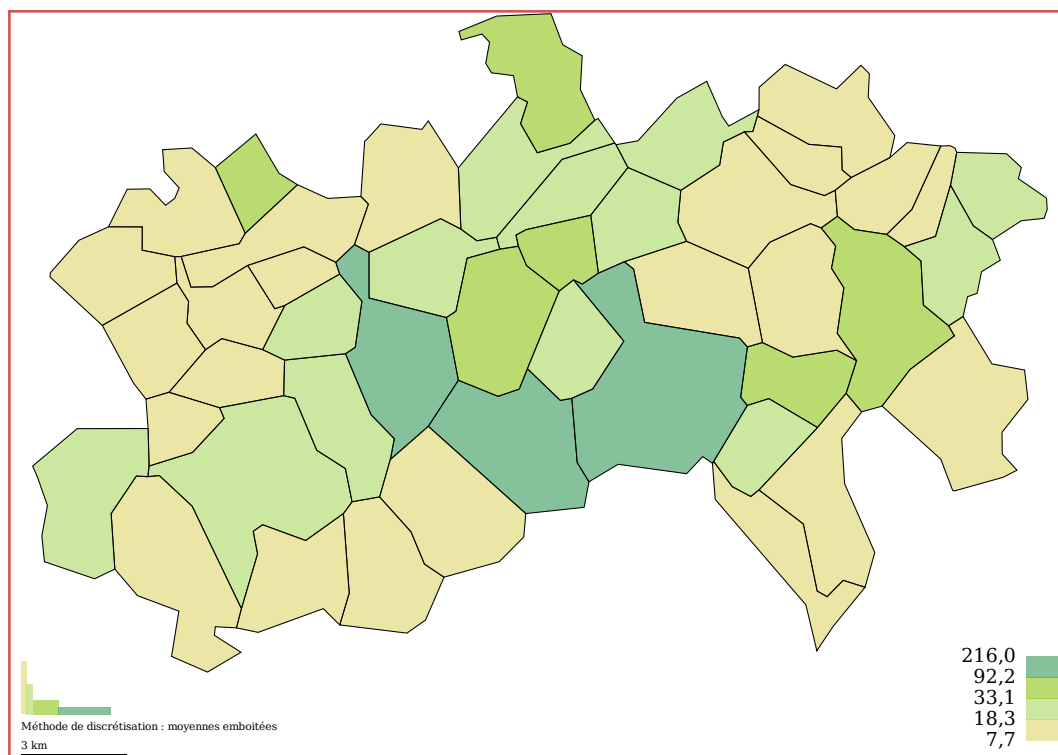 216,0
92,2
33,1
18,3
7,7
Méthode de discrétisation : moyennes emboitées
3 km